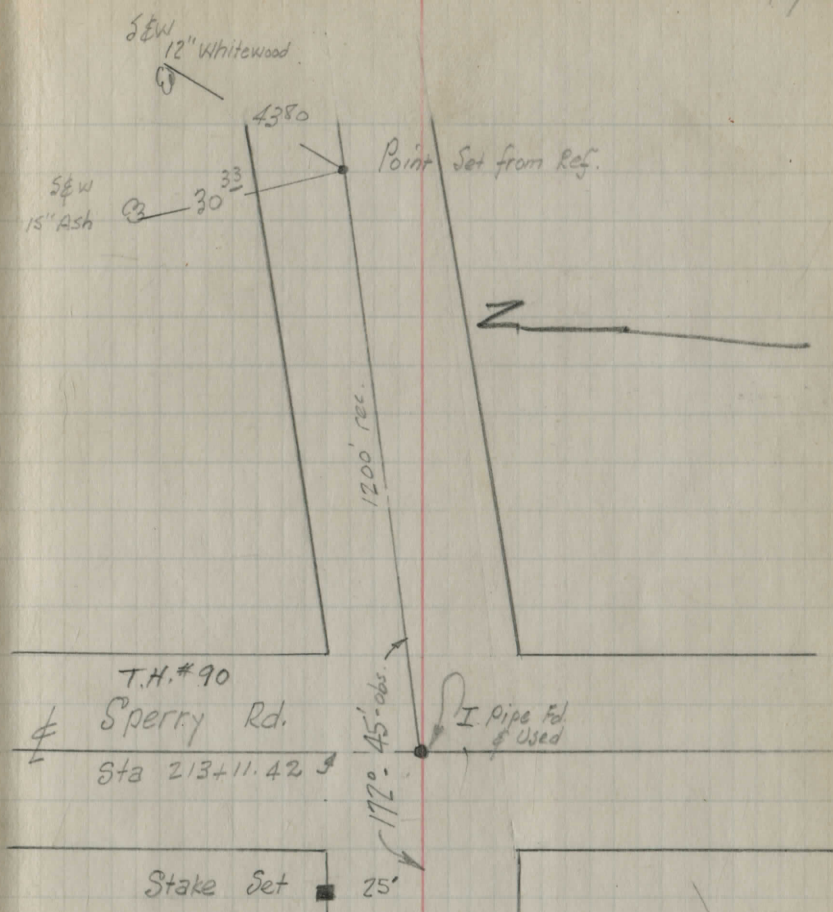 S&W
12" Whitewood
43⁸⁰
Point Set from Ref.
S&W
15" Ash
30³³
N
1200' rec.
T.H. #90
Sperry Rd.
℄
I. Pipe Fd.
& Used
Sta 213+11.42
172°-45'-obs.
Stake Set
25'